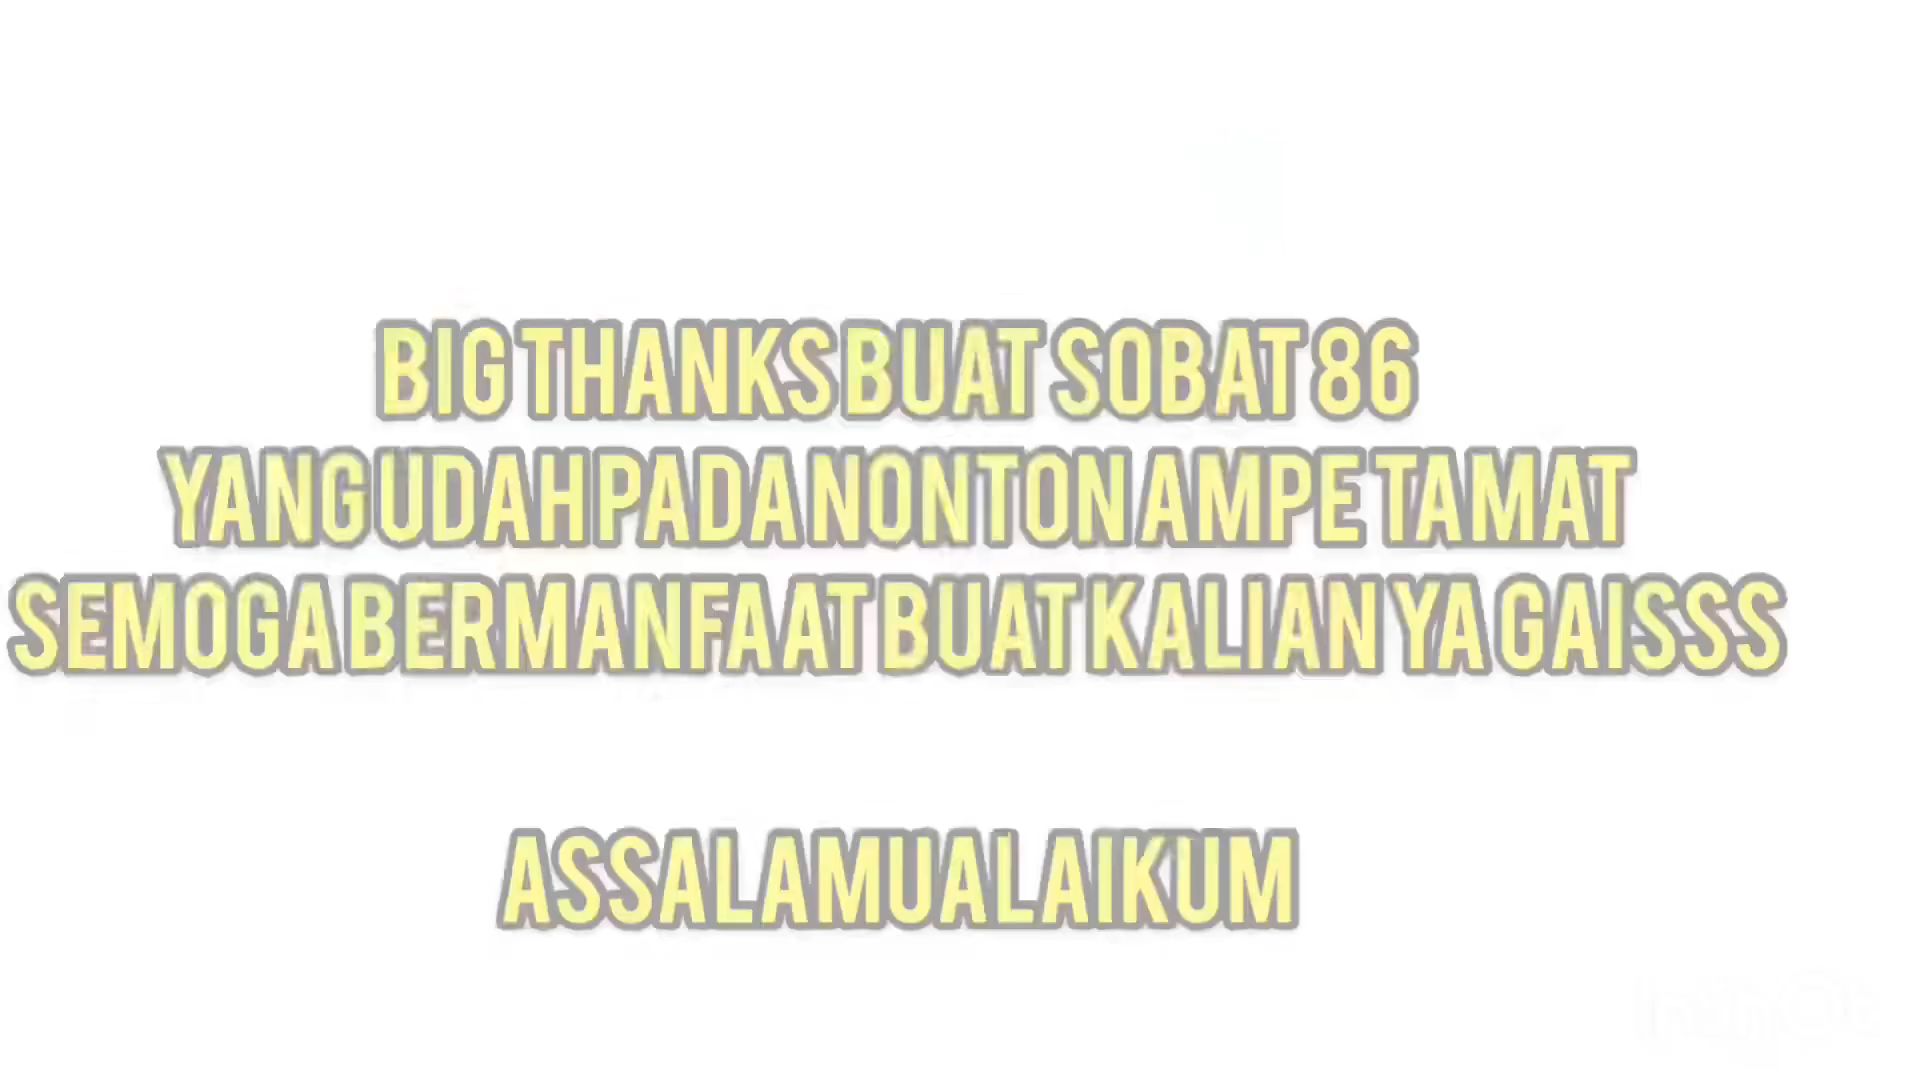 BIG THANKS BUAT SOBAT 86
YANG UDAH PADA NONTON AMPE TAMAT
SEMOGA BERMANFAAT BUAT KALIAN YA GAISSS
ASSALAMUALAIKUM